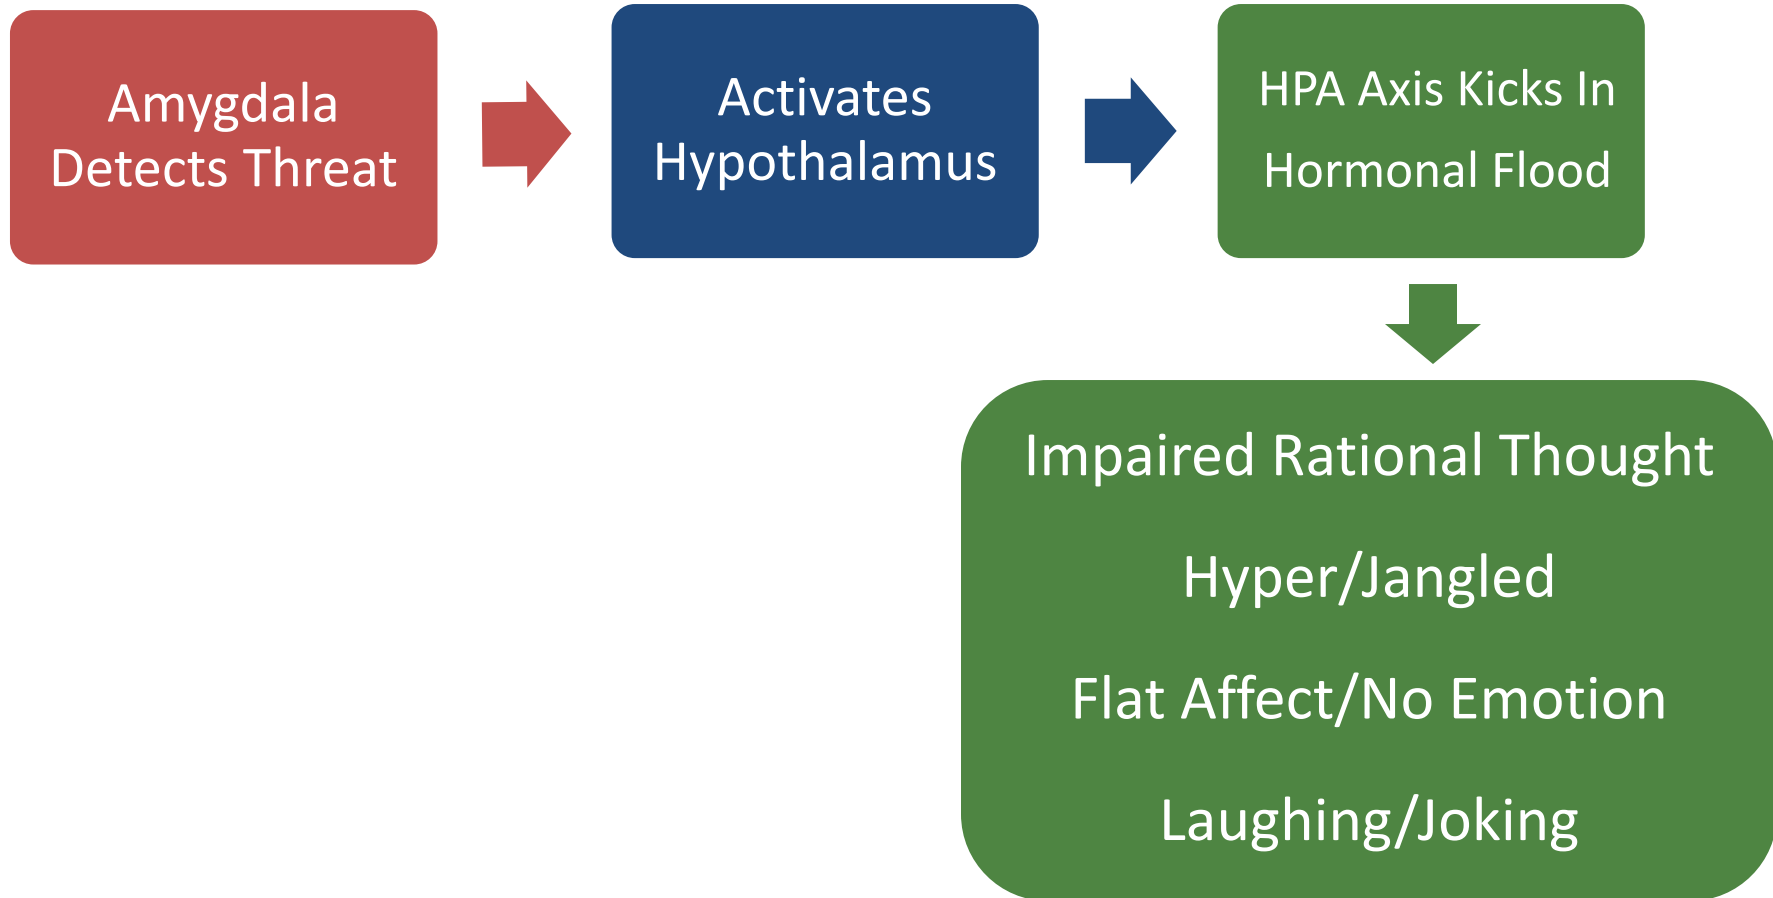 Amygdala
Detects Threat
Activates
Hypothalamus
HPA Axis Kicks In
Hormonal Flood
Impaired Rational Thought
Hyper/Jangled
Flat Affect/No Emotion
Laughing/Joking